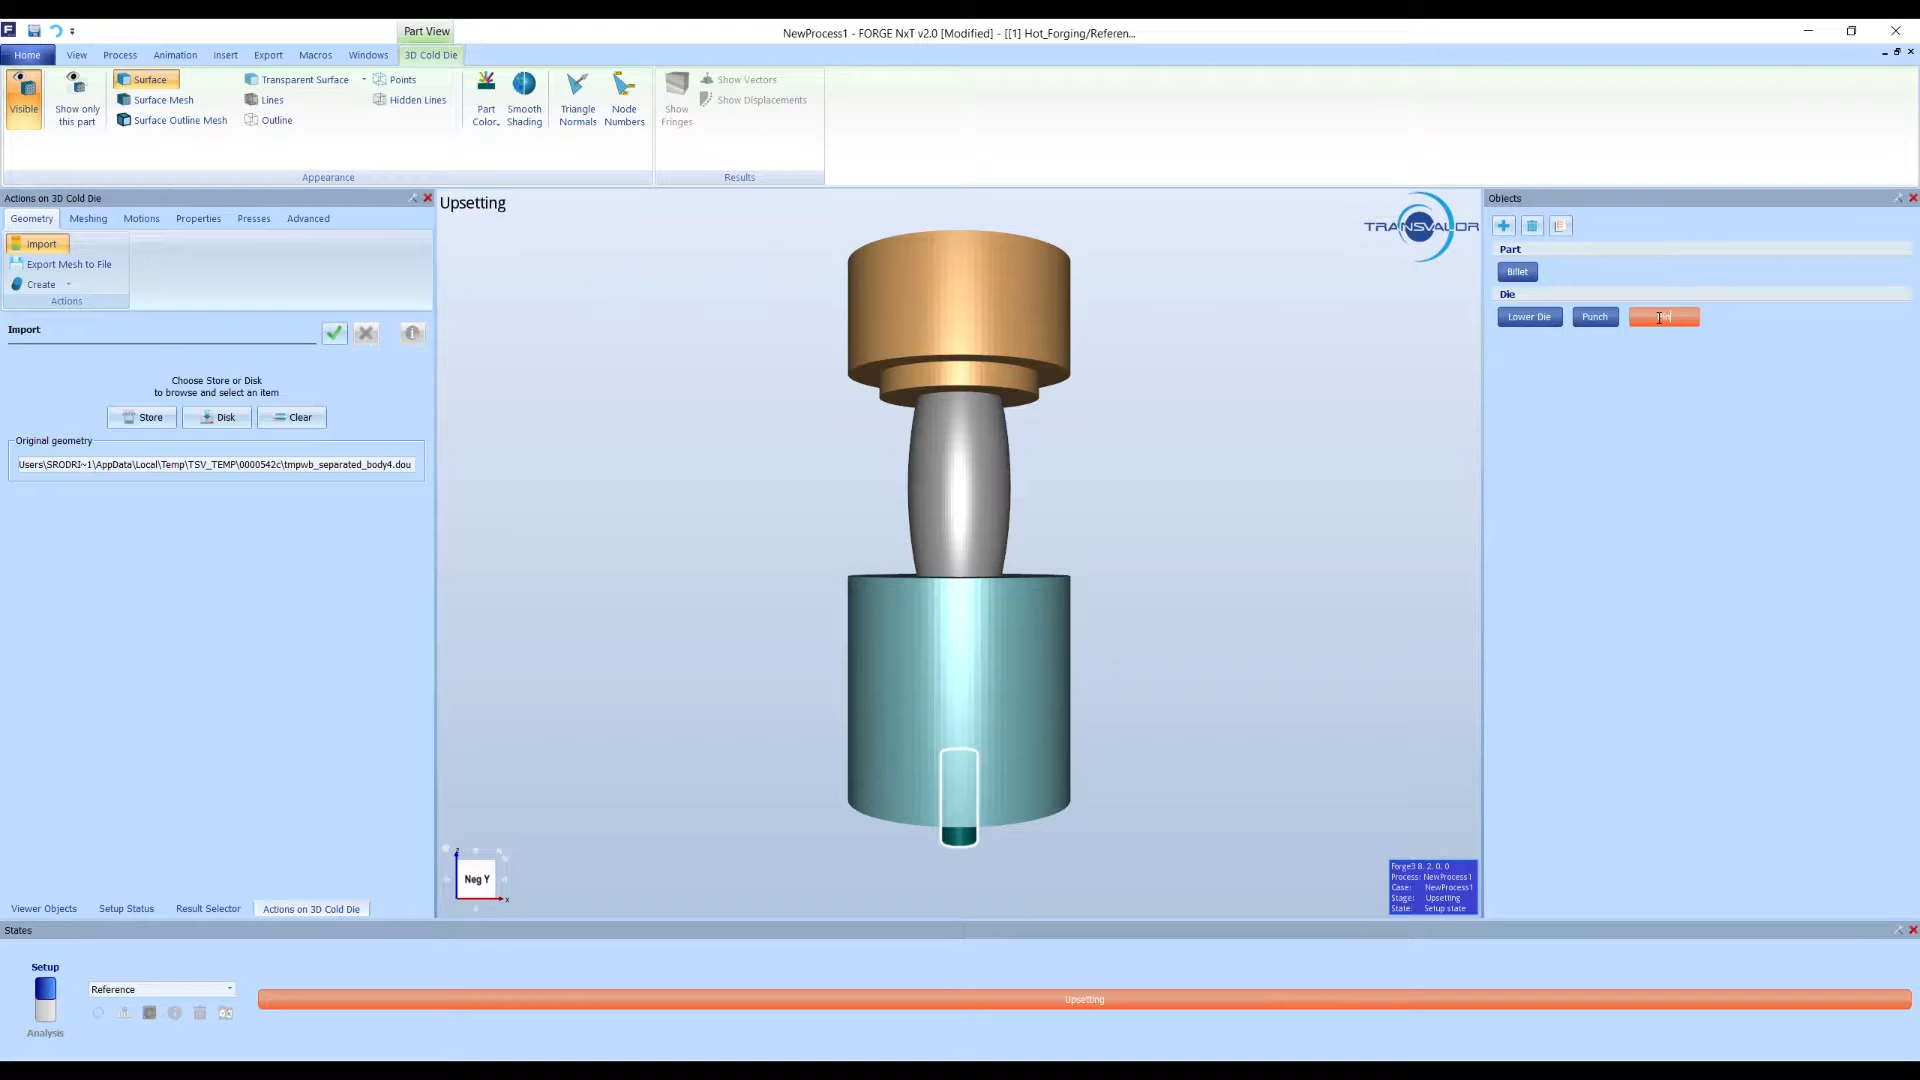 Part View
NewProcess1 - FORGE NxT v2.0 [Modified] - [[1] Hot_Forging/Referen...
Home View Process Animation Insert Export Macros Windows 3D Cold Die
Visible
Show only this part
Surface
Surface Mesh
Surface Outline Mesh
Transparent Surface
Lines
Outline
Points
Hidden Lines
Part Color.
Smooth Shading
Triangle Normals
Node Numbers
Show Fringes
Show Vectors
Show Displacements
Appearance
Results
Actions on 3D Cold Die
Geometry Meshing Motions Properties Presses Advanced
Import
Export Mesh to File
Create
Actions
Import
Choose Store or Disk
to browse and select an item
Store Disk Clear
Original geometry
Users\SRODRI~1\AppData\Local\Temp\TSV_TEMP\0000542c\tmpwb_separated_body4.dou
Upsetting
TRANSVALOR
Neg Y
z
x
Forge3 8. 2. 0. 0
Process: NewProcess1
Case: NewProcess1
Stage: Upsetting
State: Setup state
Objects
Part
Billet
Die
Lower Die Punch
Viewer Objects Setup Status Result Selector Actions on 3D Cold Die
States
Setup
Analysis
Reference
Upsetting